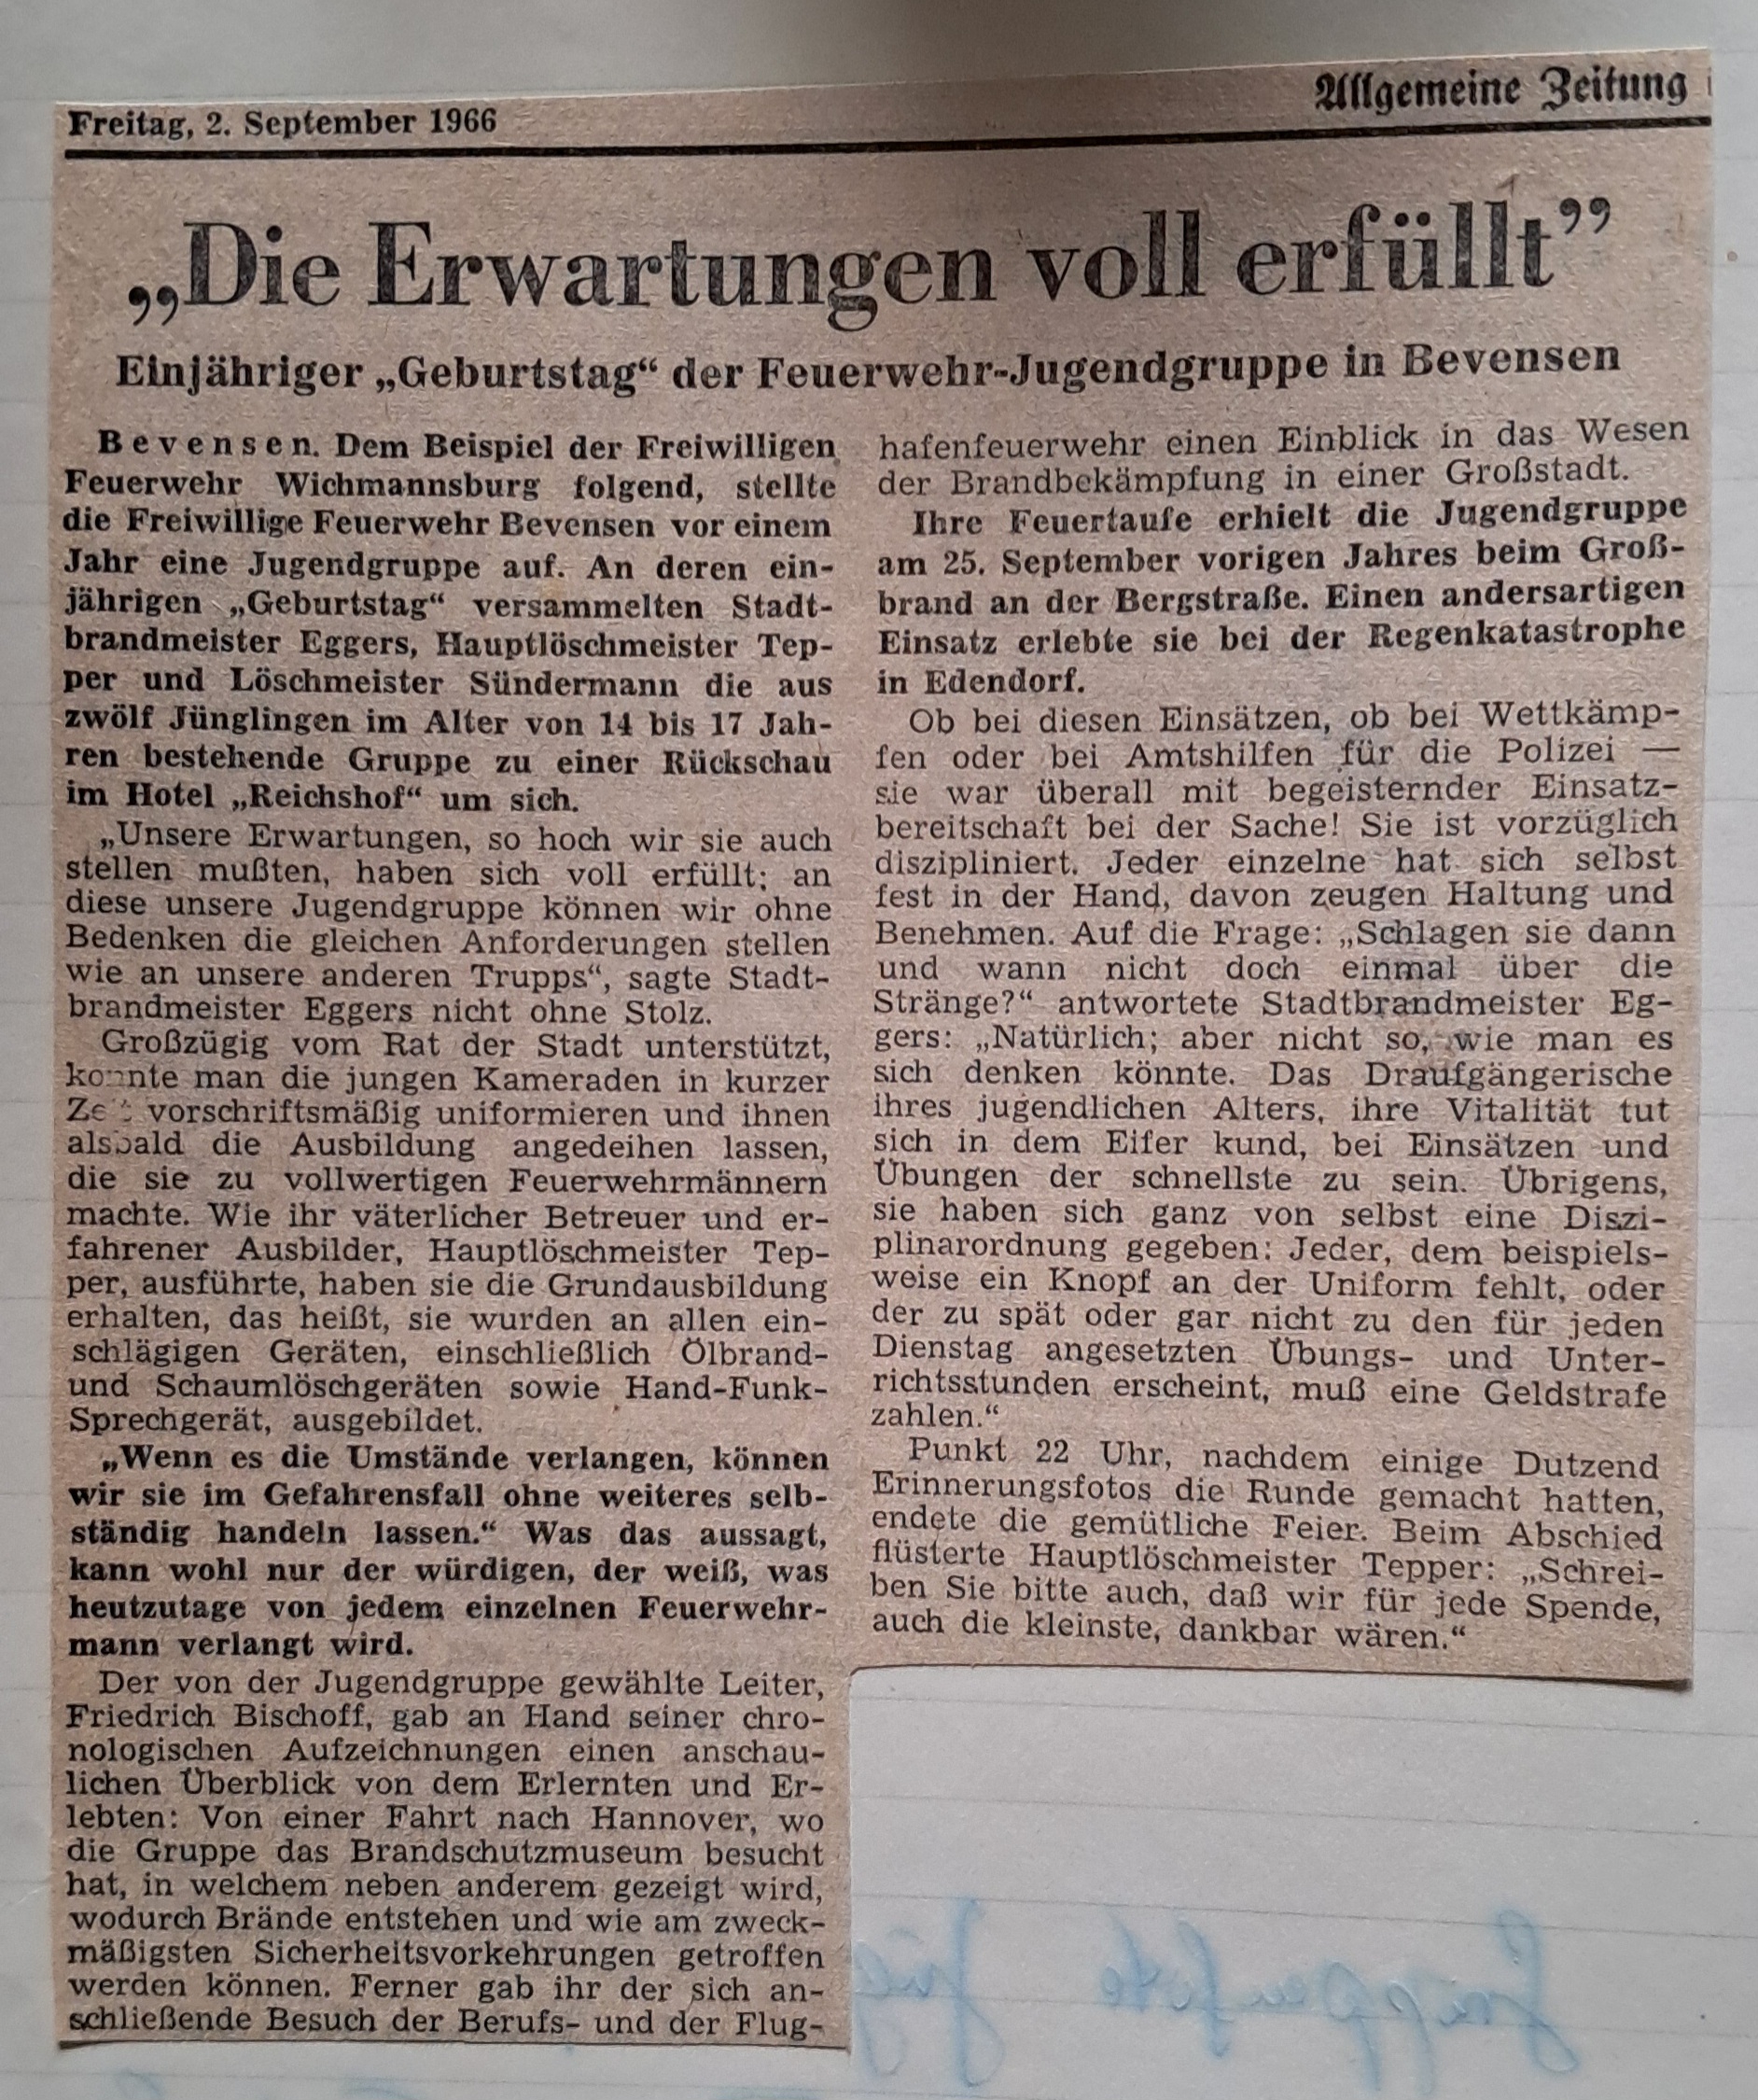 Freitag, 2. September 1966
Allgemeine Zeitung
„Die Erwartungen voll erfüllt”
Einjähriger „Geburtstag“ der Feuerwehr-Jugendgruppe in Bevensen
Bevensen. Dem Beispiel der Freiwilligen
Feuerwehr Wichmannsburg folgend, stellte
die Freiwillige Feuerwehr Bevensen vor einem
Jahr eine Jugendgruppe auf. An deren ein-
jährigen „Geburtstag“ versammelten Stadt-
brandmeister Eggers, Hauptlöschmeister Tep-
per und Löschmeister Sündermann die aus
zwölf Jünglingen im Alter von 14 bis 17 Jah-
ren bestehende Gruppe zu einer Rückschau
im Hotel „Reichshof“ um sich.
„Unsere Erwartungen, so hoch wir sie auch
stellen mußten, haben sich voll erfüllt; an
diese unsere Jugendgruppe können wir ohne
Bedenken die gleichen Anforderungen stellen
wie an unsere anderen Trupps“, sagte Stadt-
brandmeister Eggers nicht ohne Stolz.
Großzügig vom Rat der Stadt unterstützt,
konnte man die jungen Kameraden in kurzer
Zeit vorschriftsmäßig uniformieren und ihnen
alsbald die Ausbildung angedeihen lassen,
die sie zu vollwertigen Feuerwehrmännern
machte. Wie ihr väterlicher Betreuer und er-
fahrener Ausbilder, Hauptlöschmeister Tep-
per, ausführte, haben sie die Grundausbildung
erhalten, das heißt, sie wurden an allen ein-
schlägigen Geräten, einschließlich Ölbrand-
und Schaumlöschgeräten sowie Hand-Funk-
Sprechgerät, ausgebildet.
„Wenn es die Umstände verlangen, können
wir sie im Gefahrensfall ohne weiteres selb-
ständig handeln lassen.“ Was das aussagt,
kann wohl nur der würdigen, der weiß, was
heutzutage von jedem einzelnen Feuerwehr-
mann verlangt wird.
Der von der Jugendgruppe gewählte Leiter,
Friedrich Bischoff, gab an Hand seiner chro-
nologischen Aufzeichnungen einen anschau-
lichen Überblick von dem Erlernten und Er-
lebten: Von einer Fahrt nach Hannover, wo
die Gruppe das Brandschutzmuseum besucht
hat, in welchem neben anderem gezeigt wird,
wodurch Brände entstehen und wie am zweck-
mäßigsten Sicherheitsvorkehrungen getroffen
werden können. Ferner gab ihr der sich an-
schließende Besuch der Berufs- und der Flug-
hafenfeuerwehr einen Einblick in das Wesen
der Brandbekämpfung in einer Großstadt.
Ihre Feuertaufe erhielt die Jugendgruppe
am 25. September vorigen Jahres beim Groß-
brand an der Bergstraße. Einen andersartigen
Einsatz erlebte sie bei der Regenkatastrophe
in Edendorf.
Ob bei diesen Einsätzen, ob bei Wettkämp-
fen oder bei Amtshilfen für die Polizei —
sie war überall mit begeisternder Einsatz-
bereitschaft bei der Sache! Sie ist vorzüglich
diszipliniert. Jeder einzelne hat sich selbst
fest in der Hand, davon zeugen Haltung und
Benehmen. Auf die Frage: „Schlagen sie dann
und wann nicht doch einmal über die
Stränge?“ antwortete Stadtbrandmeister Eg-
gers: „Natürlich; aber nicht so, wie man es
sich denken könnte. Das Draufgängerische
ihres jugendlichen Alters, ihre Vitalität tut
sich in dem Eifer kund, bei Einsätzen und
Übungen der schnellste zu sein. Übrigens,
sie haben sich ganz von selbst eine Diszi-
plinarordnung gegeben: Jeder, dem beispiels-
weise ein Knopf an der Uniform fehlt, oder
der zu spät oder gar nicht zu den für jeden
Dienstag angesetzten Übungs- und Unter-
richtsstunden erscheint, muß eine Geldstrafe
zahlen.“
Punkt 22 Uhr, nachdem einige Dutzend
Erinnerungsfotos die Runde gemacht hatten,
endete die gemütliche Feier. Beim Abschied
flüsterte Hauptlöschmeister Tepper: „Schrei-
ben Sie bitte auch, daß wir für jede Spende,
auch die kleinste, dankbar wären.“